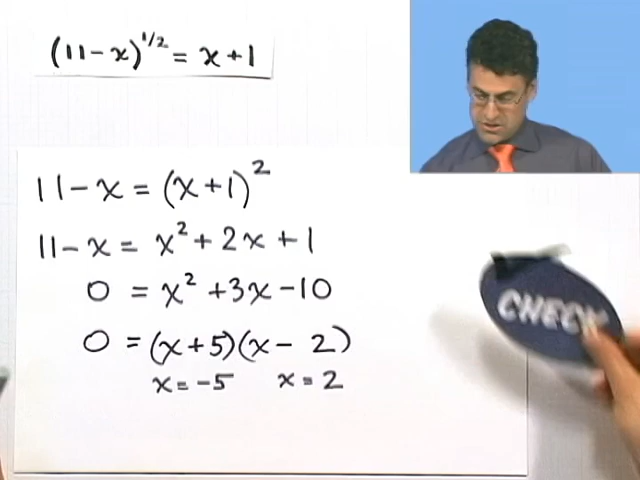 (11-x)^1/2 = x+1
11-x = (x+1)^2
11-x = x^2+2x+1
0 = x^2+3x-10
0 = (x+5)(x-2)
x=-5 x=2
CHECK